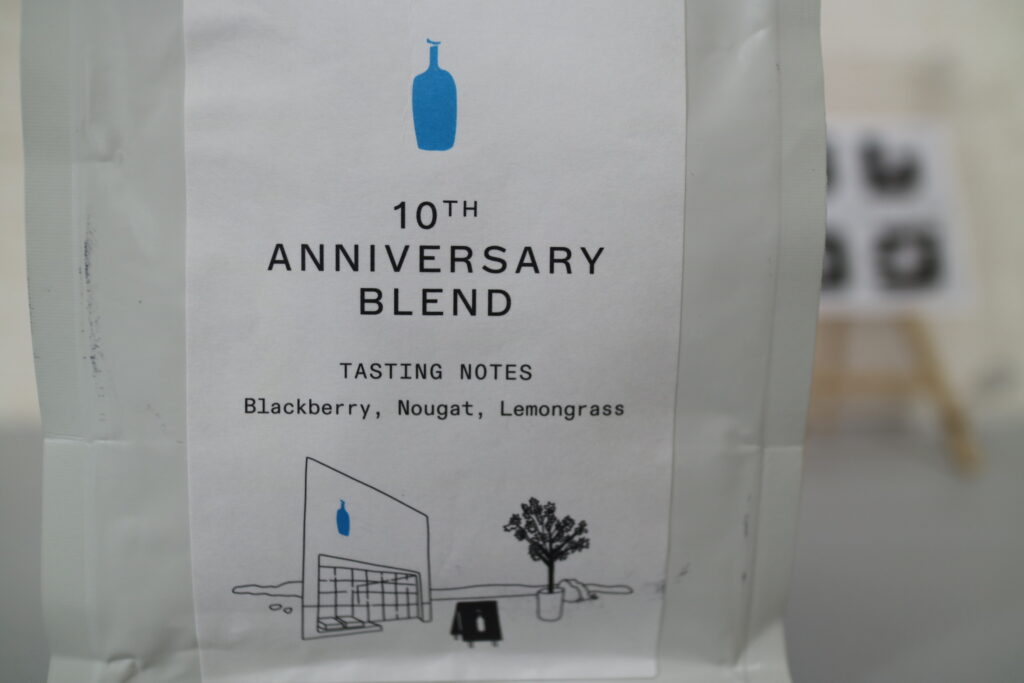 10TH
ANNIVERSARY
BLEND
TASTING NOTES
Blackberry, Nougat, Lemongrass